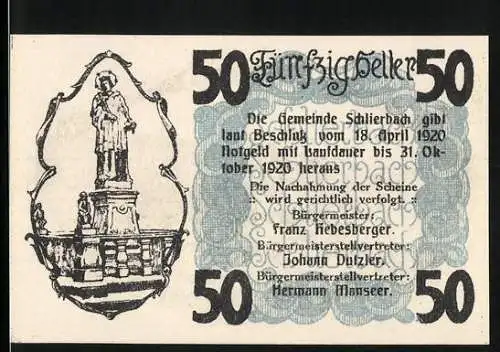 50 Fünfzig Heller 50
Die Gemeinde Schlierbach gibt
laut Beschluß vom 18. April 1920
Notgeld mit Laufdauer bis 31. Ok-
tober 1920 heraus
Die Nachahmung der Scheine
:: wird gerichtlich verfolgt. ::
Bürgermeister:
Franz Hebesberger.
Bürgermeisterstellvertreter:
Johann Dutzler.
Bürgermeisterstellvertreter:
50 Hermann Manseer. 50